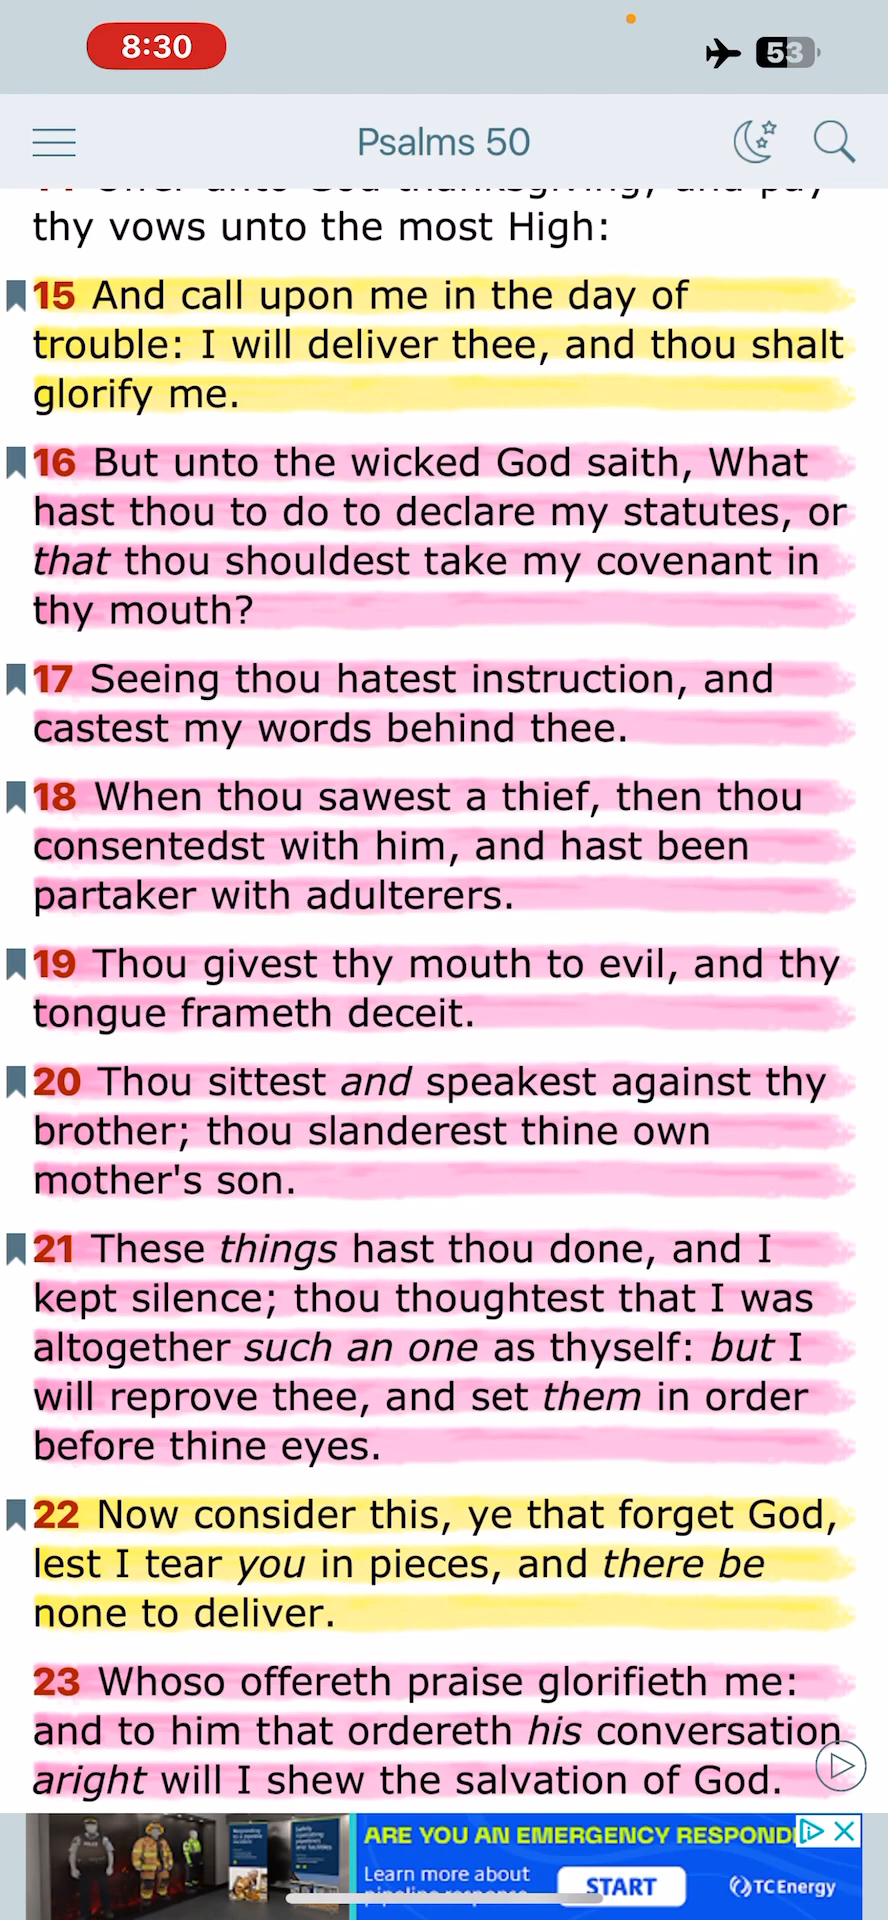 8:30
53
Psalms 50
thy vows unto the most High:
15 And call upon me in the day of
trouble: I will deliver thee, and thou shalt
glorify me.
16 But unto the wicked God saith, What
hast thou to do to declare my statutes, or
that thou shouldest take my covenant in
thy mouth?
17 Seeing thou hatest instruction, and
castest my words behind thee.
18 When thou sawest a thief, then thou
consentedst with him, and hast been
partaker with adulterers.
19 Thou givest thy mouth to evil, and thy
tongue frameth deceit.
20 Thou sittest and speakest against thy
brother; thou slanderest thine own
mother's son.
21 These things hast thou done, and I
kept silence; thou thoughtest that I was
altogether such an one as thyself: but I
will reprove thee, and set them in order
before thine eyes.
22 Now consider this, ye that forget God,
lest I tear you in pieces, and there be
none to deliver.
23 Whoso offereth praise glorifieth me:
and to him that ordereth his conversation
aright will I shew the salvation of God.
ARE YOU AN EMERGENCY RESPOND
Learn more about
START
TC Energy